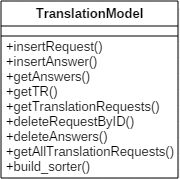 TranslationModel
+insertRequest()
+insertAnswer()
+getAnswers()
+getTR()
+getTranslationRequests()
+deleteRequestByID()
+deleteAnswers()
+getAllTranslationRequests()
+build_sorter()